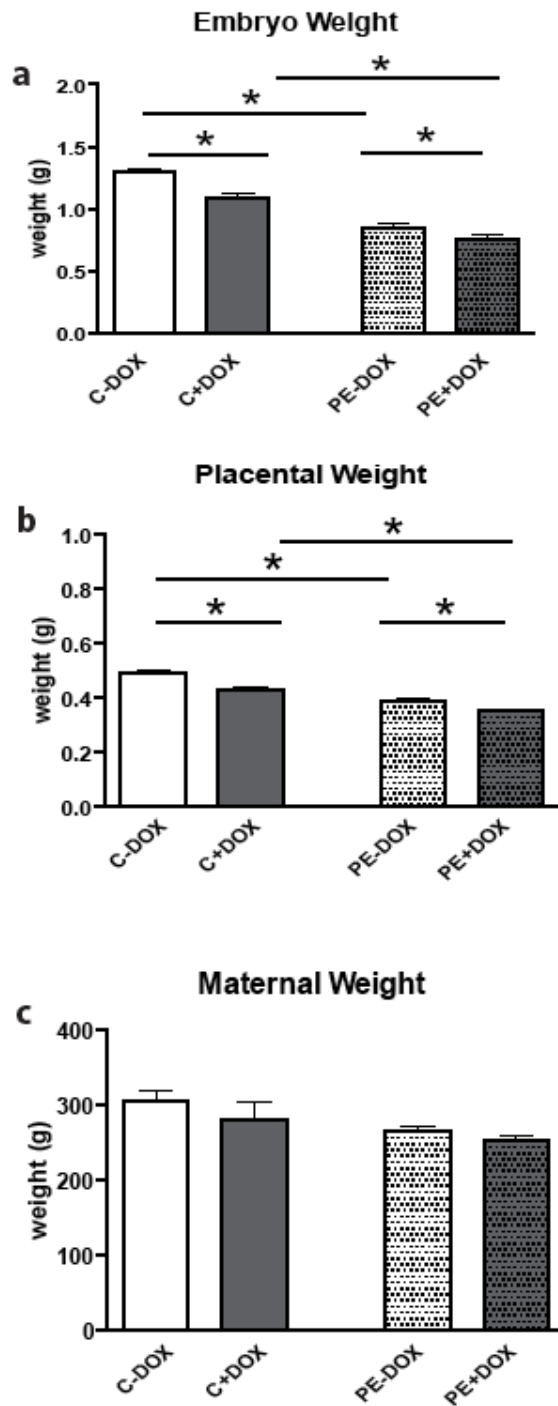 Embryo Weight
a
*
*
*
*
2.0
1.5
1.0
0.5
0.0
weight (g)
C-DOX
C+DOX
PE-DOX
PE+DOX
Placental Weight
b
*
*
*
*
1.0
0.8
0.6
0.4
0.2
0.0
weight (g)
C-DOX
C+DOX
PE-DOX
PE+DOX
Maternal Weight
c
400
300
200
100
0
weight (g)
C-DOX
C+DOX
PE-DOX
PE+DOX